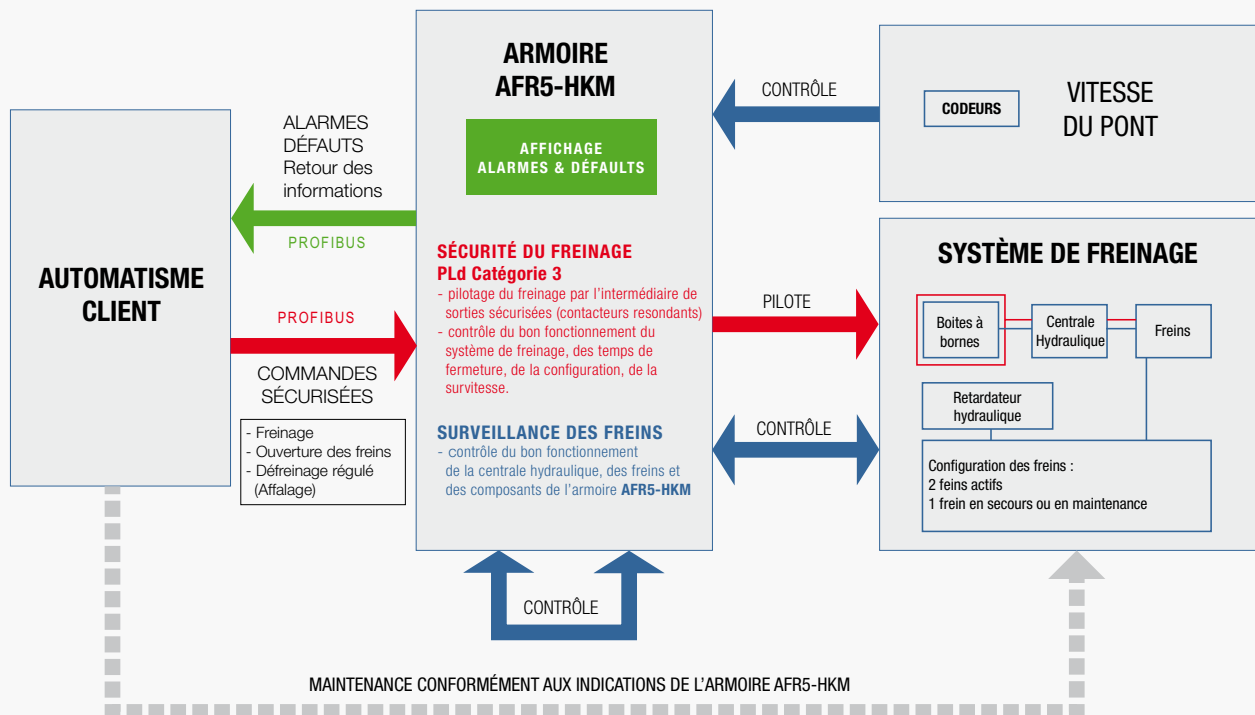 AUTOMATISME
CLIENT
ALARMES
DÉFAUTS
Retour des
informations
PROFIBUS
PROFIBUS
COMMANDES
SÉCURISÉES
- Freinage
- Ouverture des freins
- Défreinage régulé
(Affalage)
ARMOIRE
AFR5-HKM
AFFICHAGE
ALARMES & DÉFAULTS
SÉCURITÉ DU FREINAGE
PLd Catégorie 3
- pilotage du freinage par l'intermédiaire de
sorties sécurisées (contacteurs resondants)
- contrôle du bon fonctionnement du
système de freinage, des temps de
fermeture, de la configuration, de la
survitesse.
SURVEILLANCE DES FREINS
- contrôle du bon fonctionnement
de la centrale hydraulique, des freins et
des composants de l'armoire AFR5-HKM
CONTRÔLE
CONTRÔLE
CODEURS
VITESSE
DU PONT
PILOTE
CONTRÔLE
SYSTÈME DE FREINAGE
Boites à
bornes
Centrale
Hydraulique
Freins
Retardateur
hydraulique
Configuration des freins :
2 feins actifs
1 frein en secours ou en maintenance
MAINTENANCE CONFORMÉMENT AUX INDICATIONS DE L'ARMOIRE AFR5-HKM